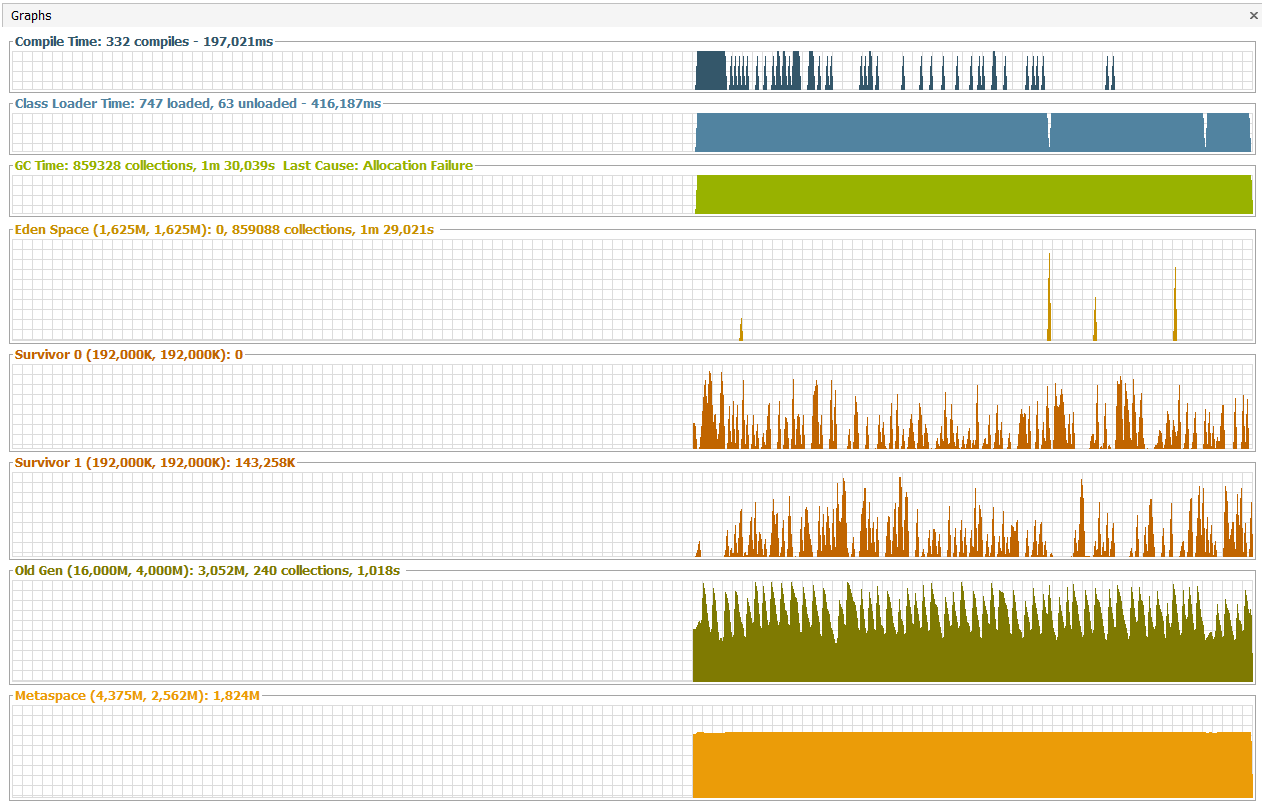 Graphs
Compile Time: 332 compiles - 197,021ms
Class Loader Time: 747 loaded, 63 unloaded - 416,187ms
GC Time: 859328 collections, 1m 30,039s  Last Cause: Allocation Failure
Eden Space (1,625M, 1,625M): 0, 859088 collections, 1m 29,021s
Survivor 0 (192,000K, 192,000K): 0
Survivor 1 (192,000K, 192,000K): 143,258K
Old Gen (16,000M, 4,000M): 3,052M, 240 collections, 1,018s
Metaspace (4,375M, 2,562M): 1,824M